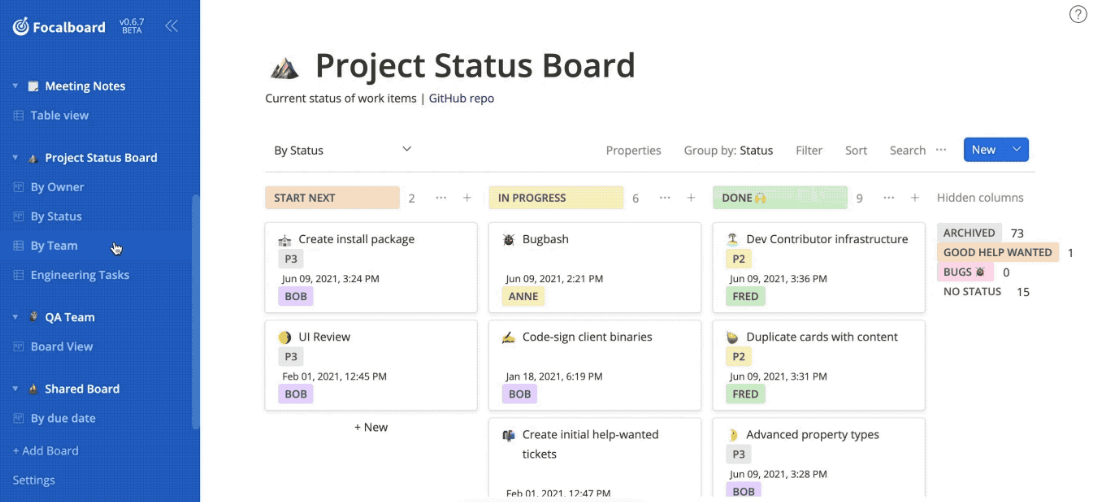 Focalboard
v0.6.7
BETA
Meeting Notes
Table view
Project Status Board
By Owner
By Status
By Team
Engineering Tasks
QA Team
Board View
Shared Board
By due date
+ Add Board
Settings
?
Project Status Board
Current status of work items | GitHub repo
By Status
Properties Group by: Status Filter Sort Search ··· New
START NEXT 2 ··· +
Create install package
P3
Jun 09, 2021, 3:24 PM
BOB
UI Review
P3
Feb 01, 2021, 12:45 PM
BOB
+ New
IN PROGRESS 6 ··· +
Bugbash
Jun 09, 2021, 2:21 PM
ANNE
Code-sign client binaries
Jan 18, 2021, 6:19 PM
BOB
Create initial help-wanted
tickets
Feb 01, 2021, 12:47 PM
DONE 🙌 9 ··· +
Dev Contributor infrastructure
P2
Jun 09, 2021, 3:36 PM
FRED
Duplicate cards with content
P2
Jun 09, 2021, 3:31 PM
FRED
Advanced property types
P3
Jun 09, 2021, 3:28 PM
BOB
Hidden columns
ARCHIVED 73
GOOD HELP WANTED 1
BUGS 🐞 0
NO STATUS 15